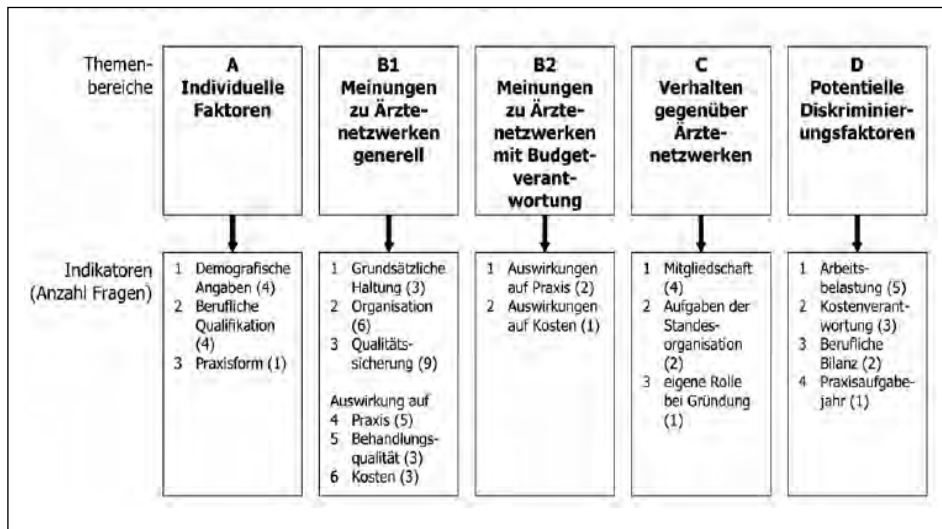 Themen-
bereiche
A
Individuelle
Faktoren
B1
Meinungen
zu Ärzte-
netzwerken
generell
B2
Meinungen
zu Ärzte-
netzwerken
mit Budget-
verant-
wortung
C
Verhalten
gegenüber
Ärzte-
netzwerken
D
Potentielle
Diskriminier-
ungsfaktoren
Indikatoren
(Anzahl Fragen)
1 Demografische
Angaben (4)
2 Berufliche
Qualifikation
(4)
3 Praxisform (1)
1 Grundsätzliche
Haltung (3)
2 Organisation
(6)
3 Qualitäts-
sicherung (9)
Auswirkung auf
4 Praxis (5)
5 Behandlungs-
qualität (3)
6 Kosten (3)
1 Auswirkungen
auf Praxis (2)
2 Auswirkungen
auf Kosten (1)
1 Mitgliedschaft
(4)
2 Aufgaben der
Standes-
organisation
(2)
3 eigene Rolle
bei Gründung
(1)
1 Arbeits-
belastung (5)
2 Kostenverant-
wortung (3)
3 Berufliche
Bilanz (2)
4 Praxisaufgabe-
jahr (1)